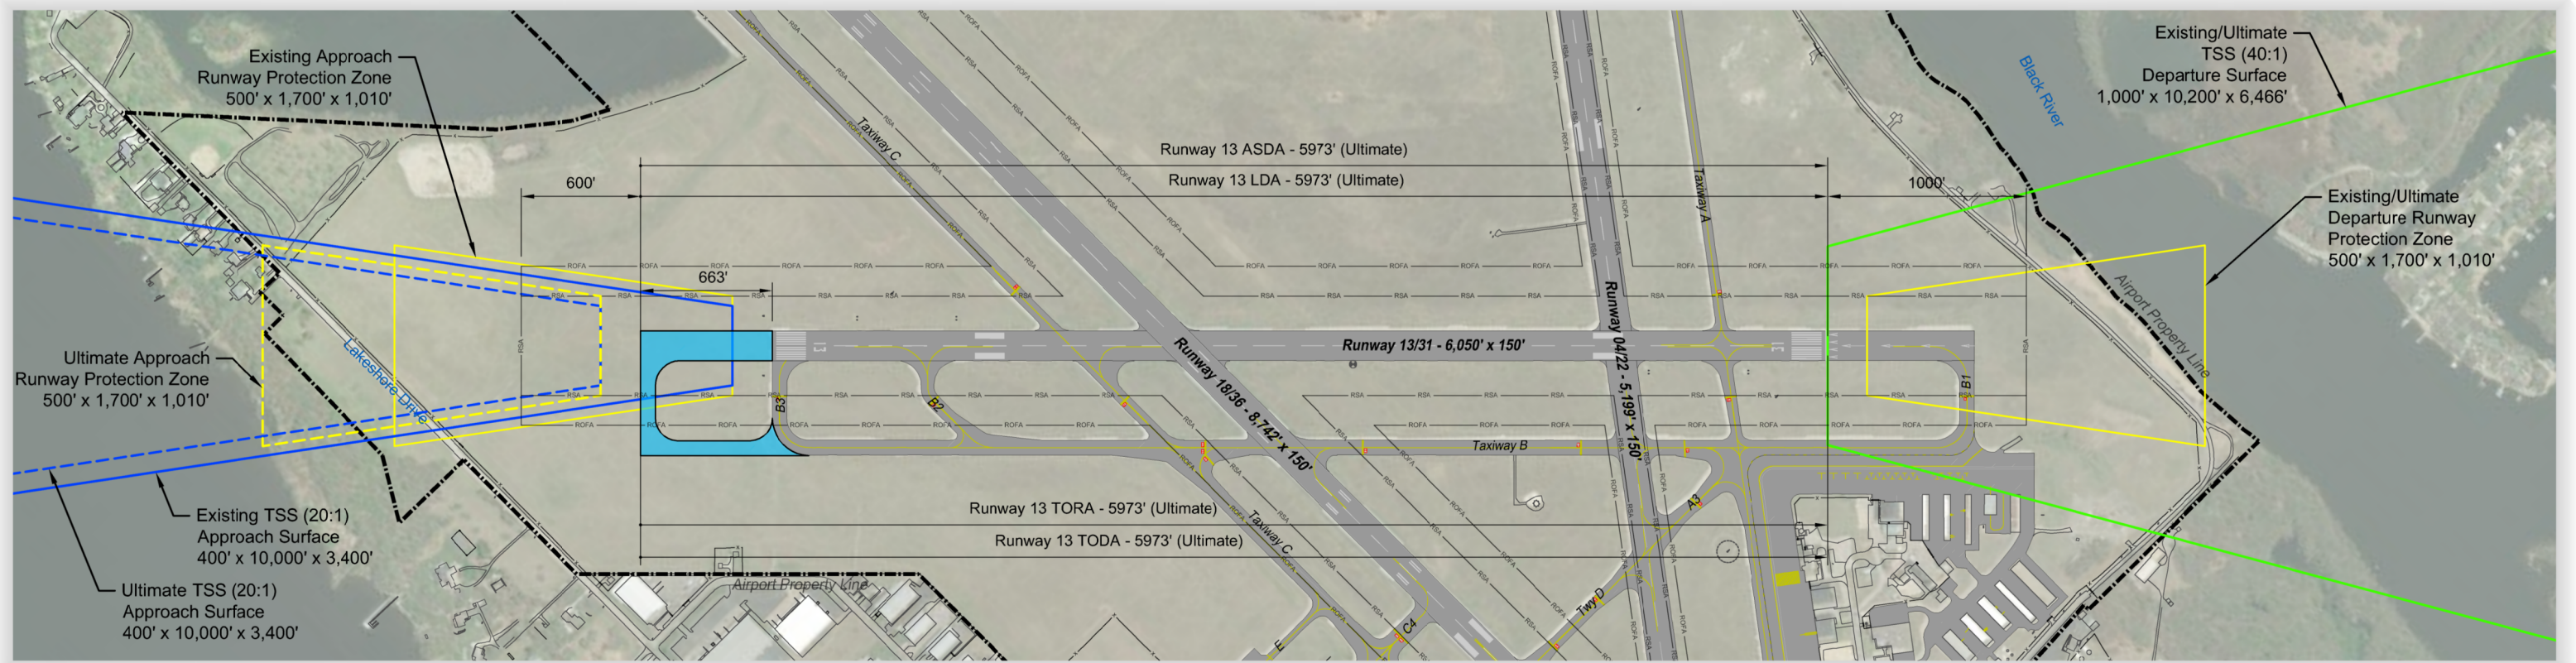 Existing Approach
Runway Protection Zone
500' x 1,700' x 1,010'
Existing/Ultimate
TSS (40:1)
Departure Surface
1,000' x 10,200' x 6,466'
Black River
Taxiway C
Runway 13 ASDA - 5973' (Ultimate)
Runway 13 LDA - 5973' (Ultimate)
600'
1000'
Taxiway A
Existing/Ultimate
Departure Runway
Protection Zone
500' x 1,700' x 1,010'
663'
Airport Property Line
Ultimate Approach
Runway Protection Zone
500' x 1,700' x 1,010'
Lakeshore Drive
13
Runway 13/31 - 6,050' x 150'
Runway 18/36 - 8,742' x 150'
Runway 04/22 - 5,199' x 150'
31
B3
B2
B1
Taxiway B
Existing TSS (20:1)
Approach Surface
400' x 10,000' x 3,400'
Runway 13 TORA - 5973' (Ultimate)
Runway 13 TODA - 5973' (Ultimate)
Taxiway C
A3
Ultimate TSS (20:1)
Approach Surface
400' x 10,000' x 3,400'
Airport Property Line
Twy D
C4
E
ROFA
RSA